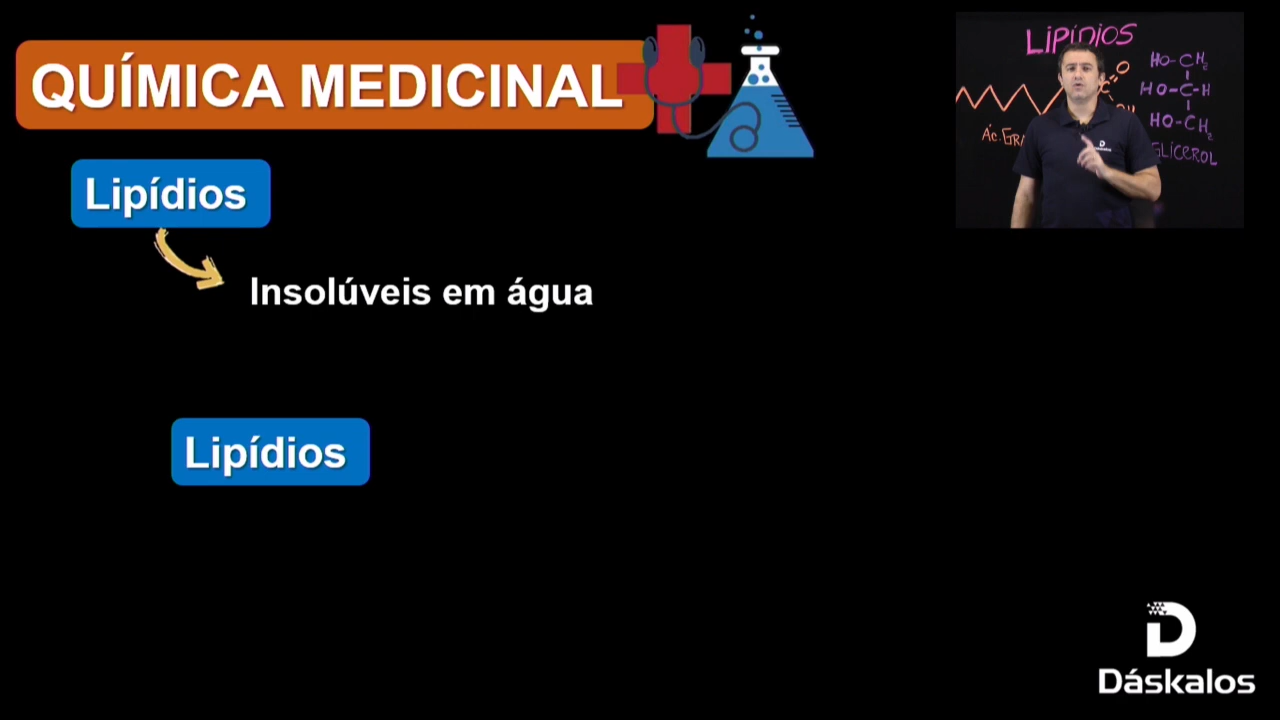 QUÍMICA MEDICINAL
LIPÍDIOS
HO-CH2
HO-C-H
HO-CH2
GLICEROL
Lipídios
Insolúveis em água
Lipídios
Dáskalos